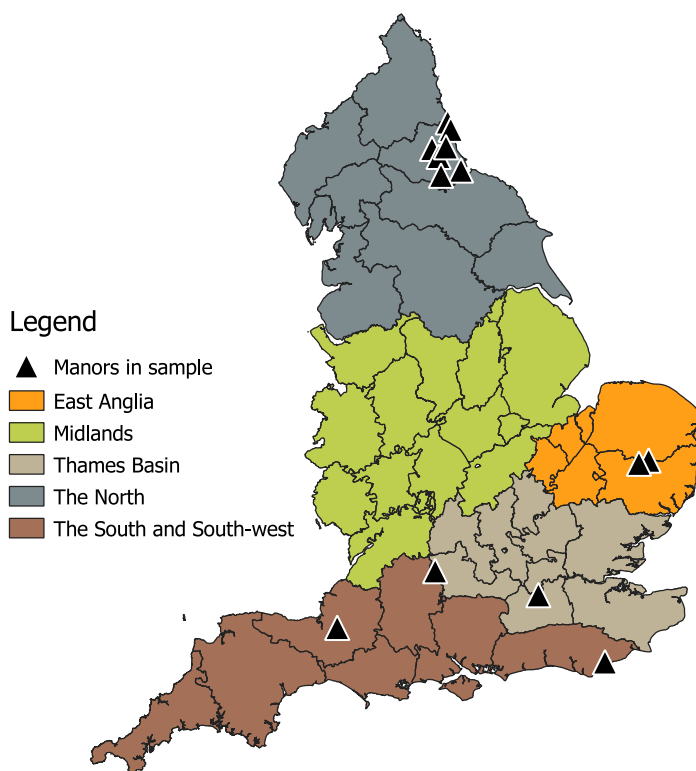 Legend
Manors in sample
East Anglia
Midlands
Thames Basin
The North
The South and South-west